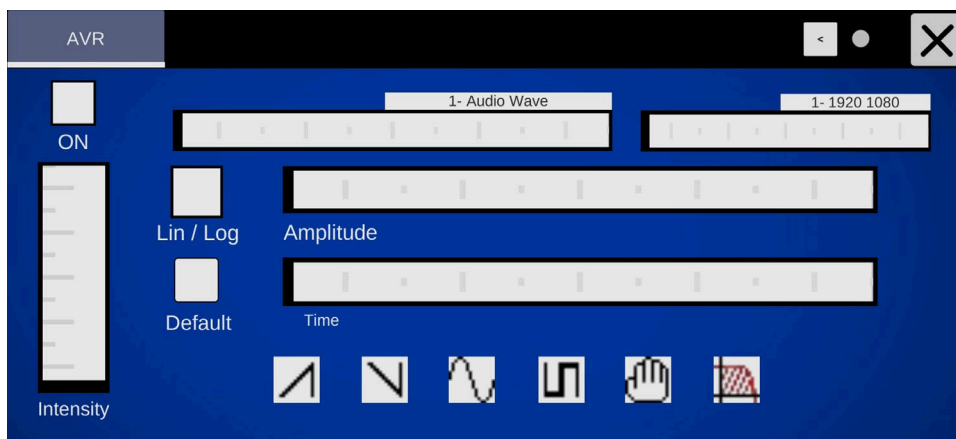 AVR
<
1- Audio Wave
1- 1920 1080
ON
Lin / Log
Amplitude
Default
Time
Intensity